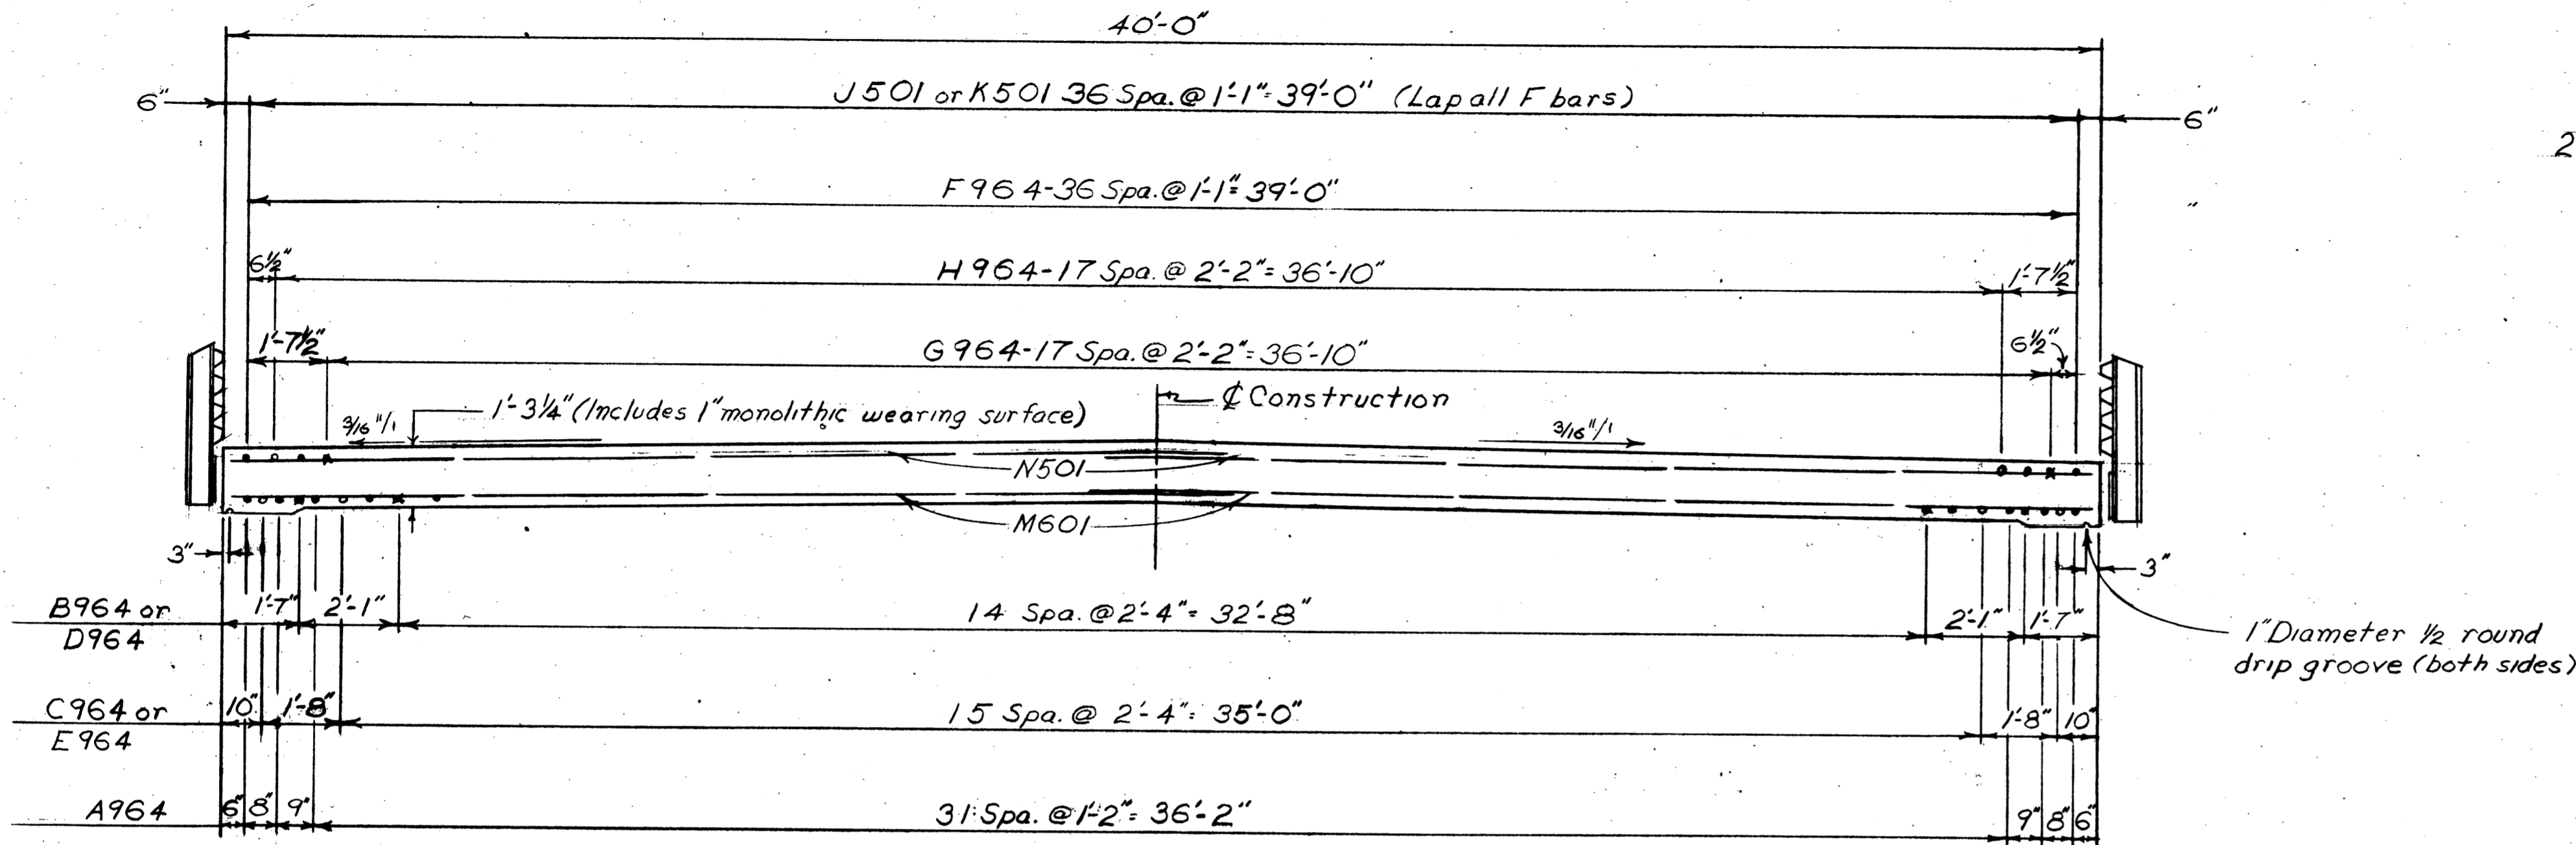 40'-0"
6"
J501 or K501 36 Spa. @ 1'-1" = 39'-0" (Lap all F bars)
6"
2
F964-36 Spa. @ 1'-1" = 39'-0"
6½"
H964-17 Spa. @ 2'-2" = 36'-10"
1'-7½"
1'-7½"
G964-17 Spa. @ 2'-2" = 36'-10"
6½"
1'-3¼" (Includes 1" monolithic wearing surface)
℄ Construction
3/16"/1
3/16"/1
N501
M601
3"
3"
B964 or
D964
1'-7" 2'-1"
14 Spa. @ 2'-4" = 32'-8"
2'-1" 1'-7"
1" Diameter ½ round
drip groove (both sides)
C964 or
E964
10" 1'-8"
15 Spa. @ 2'-4" = 35'-0"
1'-8" 10"
A964
6" 8" 9"
31 Spa. @ 1'-2" = 36'-2"
9" 8" 6"